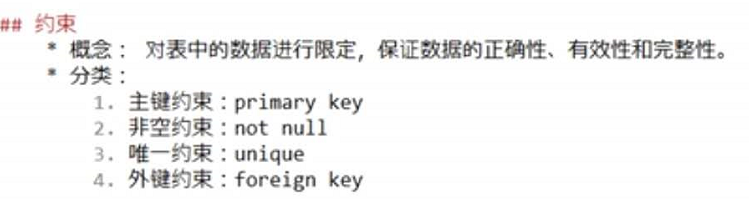 ## 约束
* 概念： 对表中的数据进行限定，保证数据的正确性、有效性和完整性。
* 分类：
1. 主键约束：primary key
2. 非空约束：not null
3. 唯一约束：unique
4. 外键约束：foreign key